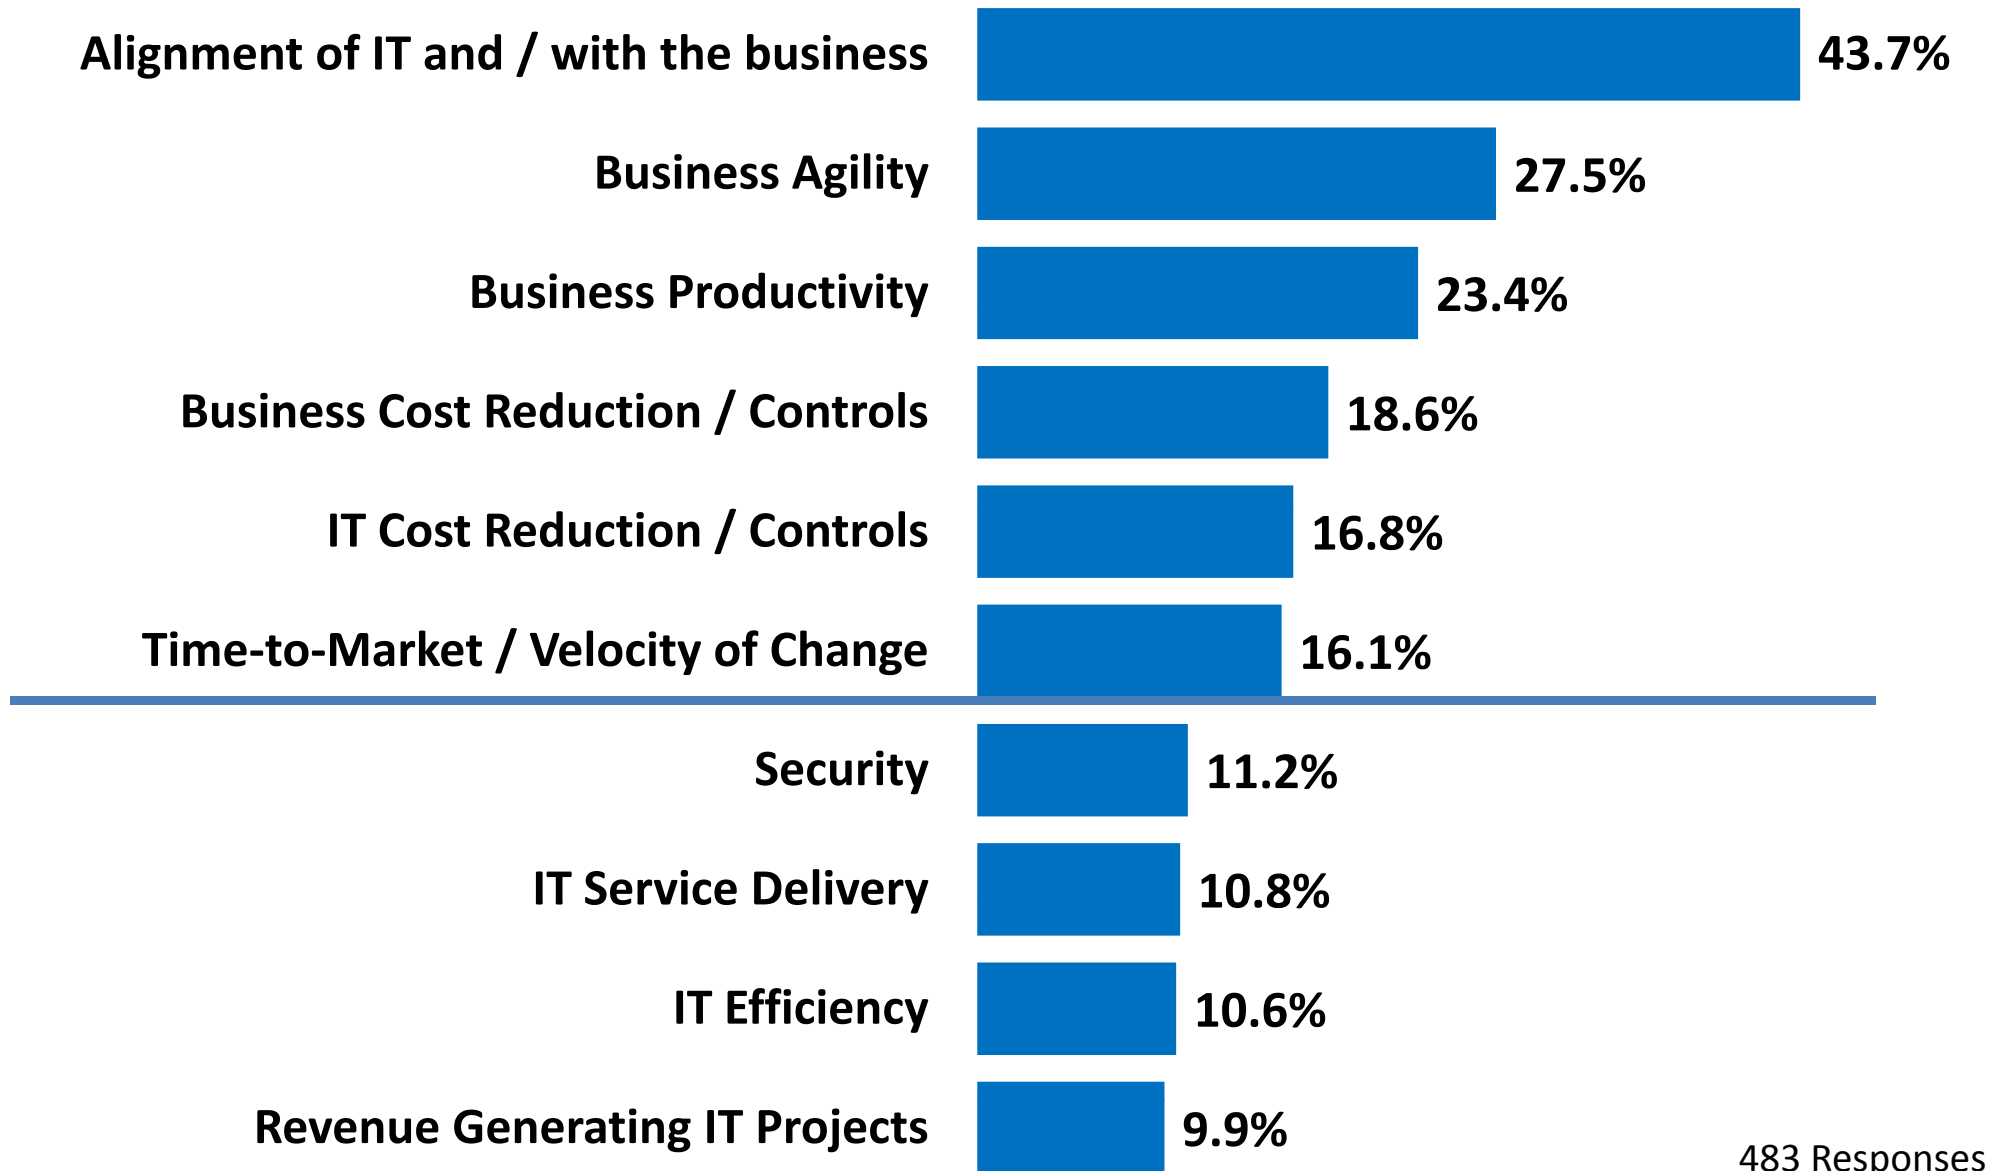 Alignment of IT and / with the business 43.7%
Business Agility 27.5%
Business Productivity 23.4%
Business Cost Reduction / Controls 18.6%
IT Cost Reduction / Controls 16.8%
Time-to-Market / Velocity of Change 16.1%
Security 11.2%
IT Service Delivery 10.8%
IT Efficiency 10.6%
Revenue Generating IT Projects 9.9%
483 Responses